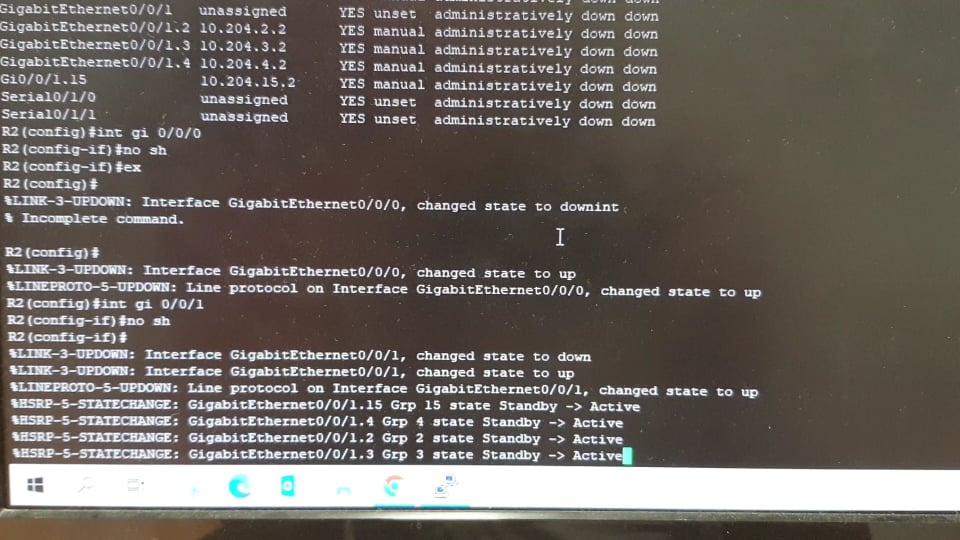 GigabitEthernet0/0/1 unassigned YES unset administratively down down
GigabitEthernet0/0/1.2 10.204.2.2 YES manual administratively down down
GigabitEthernet0/0/1.3 10.204.3.2 YES manual administratively down down
GigabitEthernet0/0/1.4 10.204.4.2 YES manual administratively down down
Gi0/0/1.15 10.204.15.2 YES manual administratively down down
Serial0/1/0 unassigned YES unset administratively down down
Serial0/1/1 unassigned YES unset administratively down down
R2(config)#int gi 0/0/0
R2(config-if)#no sh
R2(config-if)#ex
R2(config)#
%LINK-3-UPDOWN: Interface GigabitEthernet0/0/0, changed state to downint
% Incomplete command.
R2(config)#
%LINK-3-UPDOWN: Interface GigabitEthernet0/0/0, changed state to up
%LINEPROTO-5-UPDOWN: Line protocol on Interface GigabitEthernet0/0/0, changed state to up
R2(config)#int gi 0/0/1
R2(config-if)#no sh
R2(config-if)#
%LINK-3-UPDOWN: Interface GigabitEthernet0/0/1, changed state to down
%LINK-3-UPDOWN: Interface GigabitEthernet0/0/1, changed state to up
%LINEPROTO-5-UPDOWN: Line protocol on Interface GigabitEthernet0/0/1, changed state to up
%HSRP-5-STATECHANGE: GigabitEthernet0/0/1.15 Grp 15 state Standby -> Active
%HSRP-5-STATECHANGE: GigabitEthernet0/0/1.4 Grp 4 state Standby -> Active
%HSRP-5-STATECHANGE: GigabitEthernet0/0/1.2 Grp 2 state Standby -> Active
%HSRP-5-STATECHANGE: GigabitEthernet0/0/1.3 Grp 3 state Standby -> Active